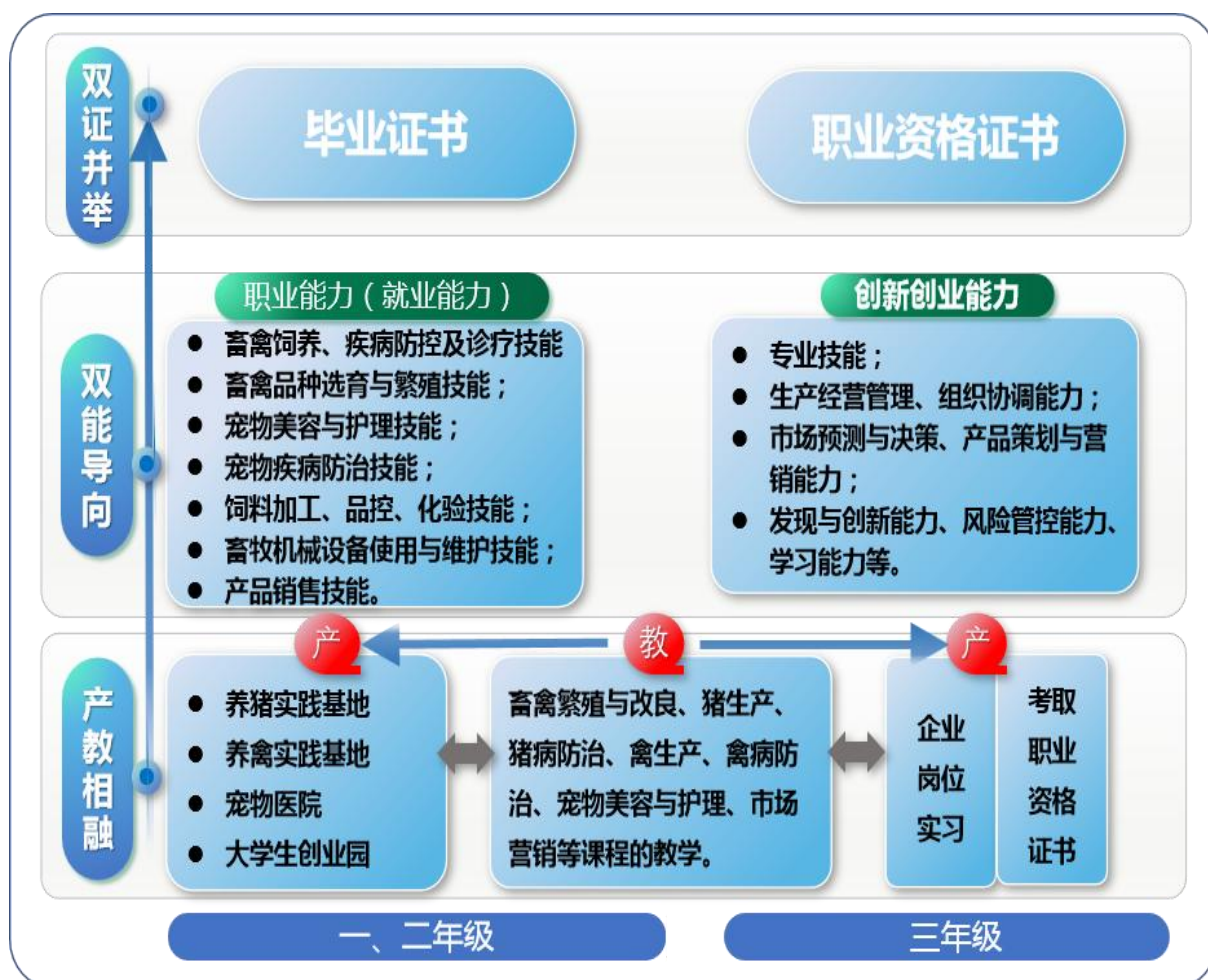 双证并举
毕业证书
职业资格证书
双能导向
职业能力（就业能力）
● 畜禽饲养、疾病防控及诊疗技能
● 畜禽品种选育与繁殖技能；
● 宠物美容与护理技能；
● 宠物疾病防治技能；
● 饲料加工、品控、化验技能；
● 畜牧机械设备使用与维护技能；
● 产品销售技能。
创新创业能力
● 专业技能；
● 生产经营管理、组织协调能力；
● 市场预测与决策、产品策划与营
销能力；
● 发现与创新能力、风险管控能力、
学习能力等。
产教相融
产
教
产
● 养猪实践基地
● 养禽实践基地
● 宠物医院
● 大学生创业园
畜禽繁殖与改良、猪生产、
猪病防治、禽生产、禽病防
治、宠物美容与护理、市场
营销等课程的教学。
企业
岗位
实习
考取
职业
资格
证书
一、二年级
三年级